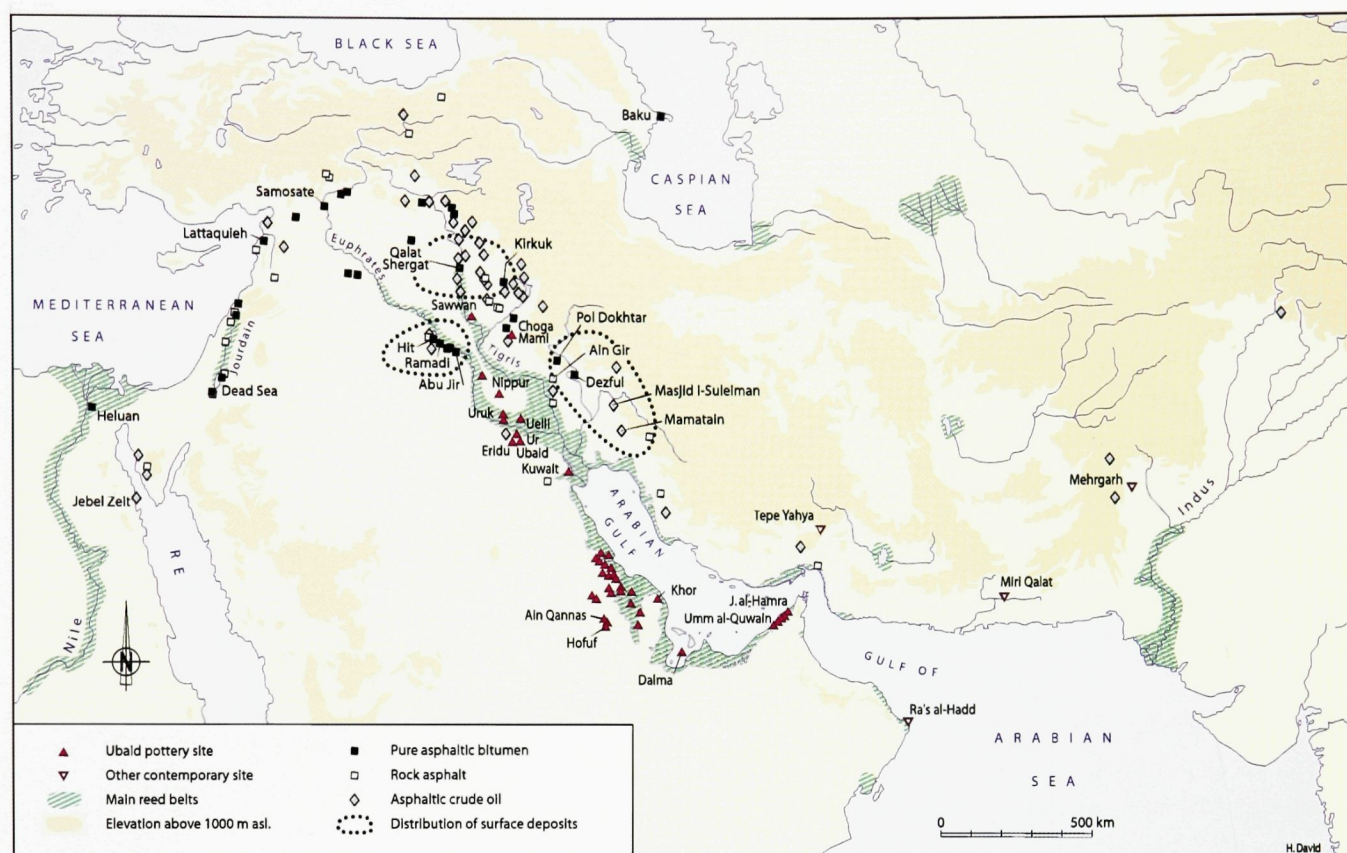 BLACK SEA
Baku
CASPIAN
SEA
Samosate
Lattaquieh
Euphrates
Qalat
Shergat
Kirkuk
MEDITERRANEAN
SEA
Jourdain
Sawwan
Choga
Mami
Pol Dokhtar
Hit
Ramadi
Abu Jir
Tigris
Ain Gir
Dezful
Nippur
Masjid I-Suleiman
Dead Sea
Heluan
Uruk
Uelli
Mamatain
Ur
Eridu
Ubaid
Kuwait
Jebel Zeit
Mehrgarh
Indus
ARABIAN
GULF
Tepe Yahya
RE
Khor
J. al-Hamra
Miri Qalat
Ain Qannas
Umm al-Quwain
Hofuf
Nile
N
Dalma
GULF OF
Ra's al-Hadd
ARABIAN
SEA
Ubaid pottery site
Other contemporary site
Main reed belts
Elevation above 1000 m asl.
Pure asphaltic bitumen
Rock asphalt
Asphaltic crude oil
Distribution of surface deposits
0 500 km
H. David